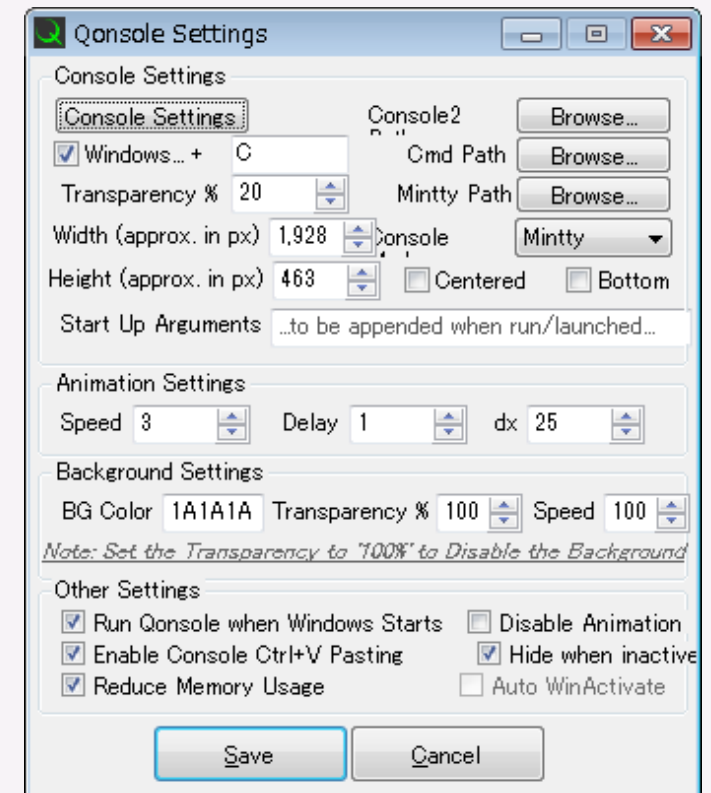 Qonsole Settings
Console Settings
Console Settings Console2 Browse...
Windows... + C Cmd Path Browse...
Transparency % 20 Mintty Path Browse...
Width (approx. in px) 1,928 Console Mintty
Height (approx. in px) 463 Centered Bottom
Start Up Arguments ...to be appended when run/launched...
Animation Settings
Speed 3 Delay 1 dx 25
Background Settings
BG Color 1A1A1A Transparency % 100 Speed 100
Note: Set the Transparency to '100%' to Disable the Background
Other Settings
Run Qonsole when Windows Starts Disable Animation
Enable Console Ctrl+V Pasting Hide when inactive
Reduce Memory Usage Auto WinActivate
Save Cancel